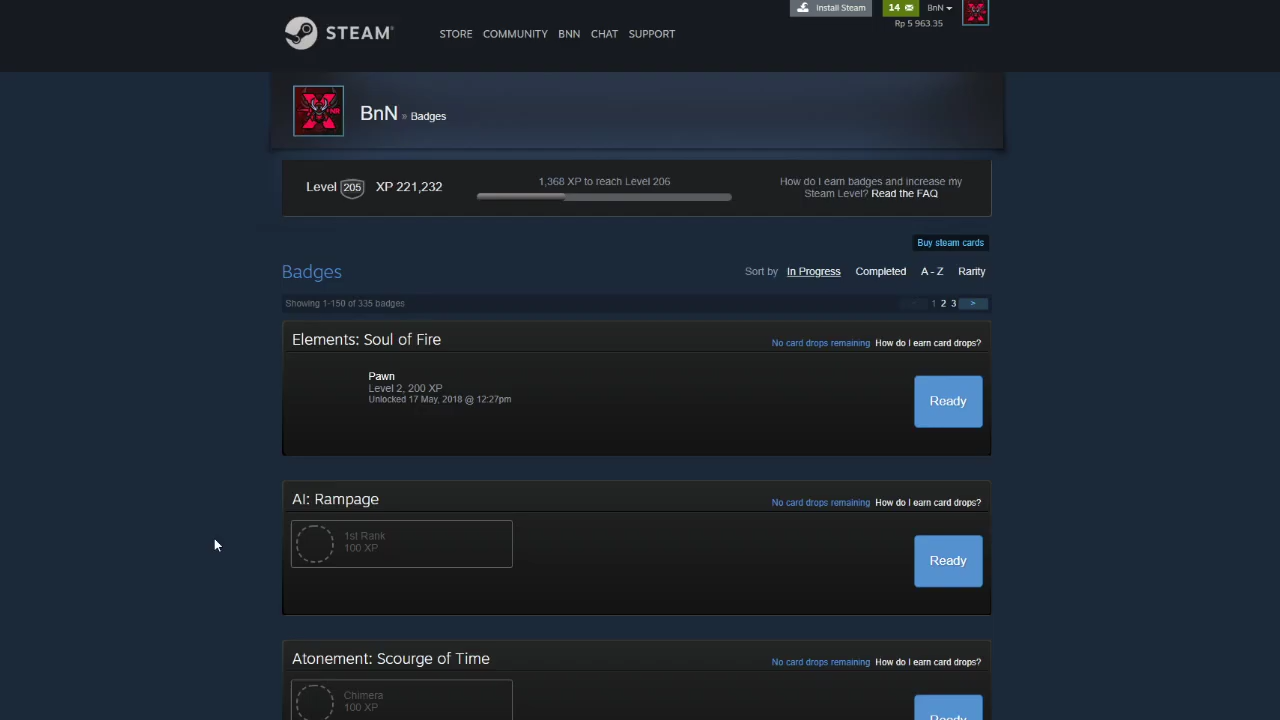 Install Steam
14
BnN
Rp 5 963.35
STEAM®
STORE COMMUNITY BNN CHAT SUPPORT
BnN » Badges
Level 205 XP 221,232
1,368 XP to reach Level 206
How do I earn badges and increase my
Steam Level? Read the FAQ
Buy steam cards
Badges
Sort by In Progress Completed A - Z Rarity
Showing 1-150 of 335 badges
< 1 2 3 >
Elements: Soul of Fire
No card drops remaining How do I earn card drops?
Pawn
Level 2, 200 XP
Unlocked 17 May, 2018 @ 12:27pm
Ready
AI: Rampage
No card drops remaining How do I earn card drops?
1st Rank
100 XP
Ready
Atonement: Scourge of Time
No card drops remaining How do I earn card drops?
Chimera
100 XP
Ready